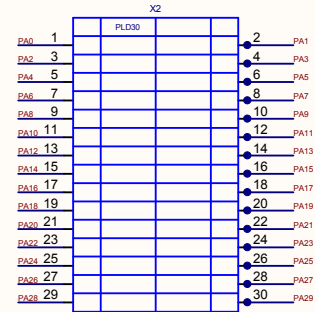 X2
PLD30
PA0 1 2 PA1
PA2 3 4 PA3
PA4 5 6 PA5
PA6 7 8 PA7
PA8 9 10 PA9
PA10 11 12 PA11
PA12 13 14 PA13
PA14 15 16 PA15
PA16 17 18 PA17
PA18 19 20 PA19
PA20 21 22 PA21
PA22 23 24 PA23
PA24 25 26 PA25
PA26 27 28 PA27
PA28 29 30 PA29